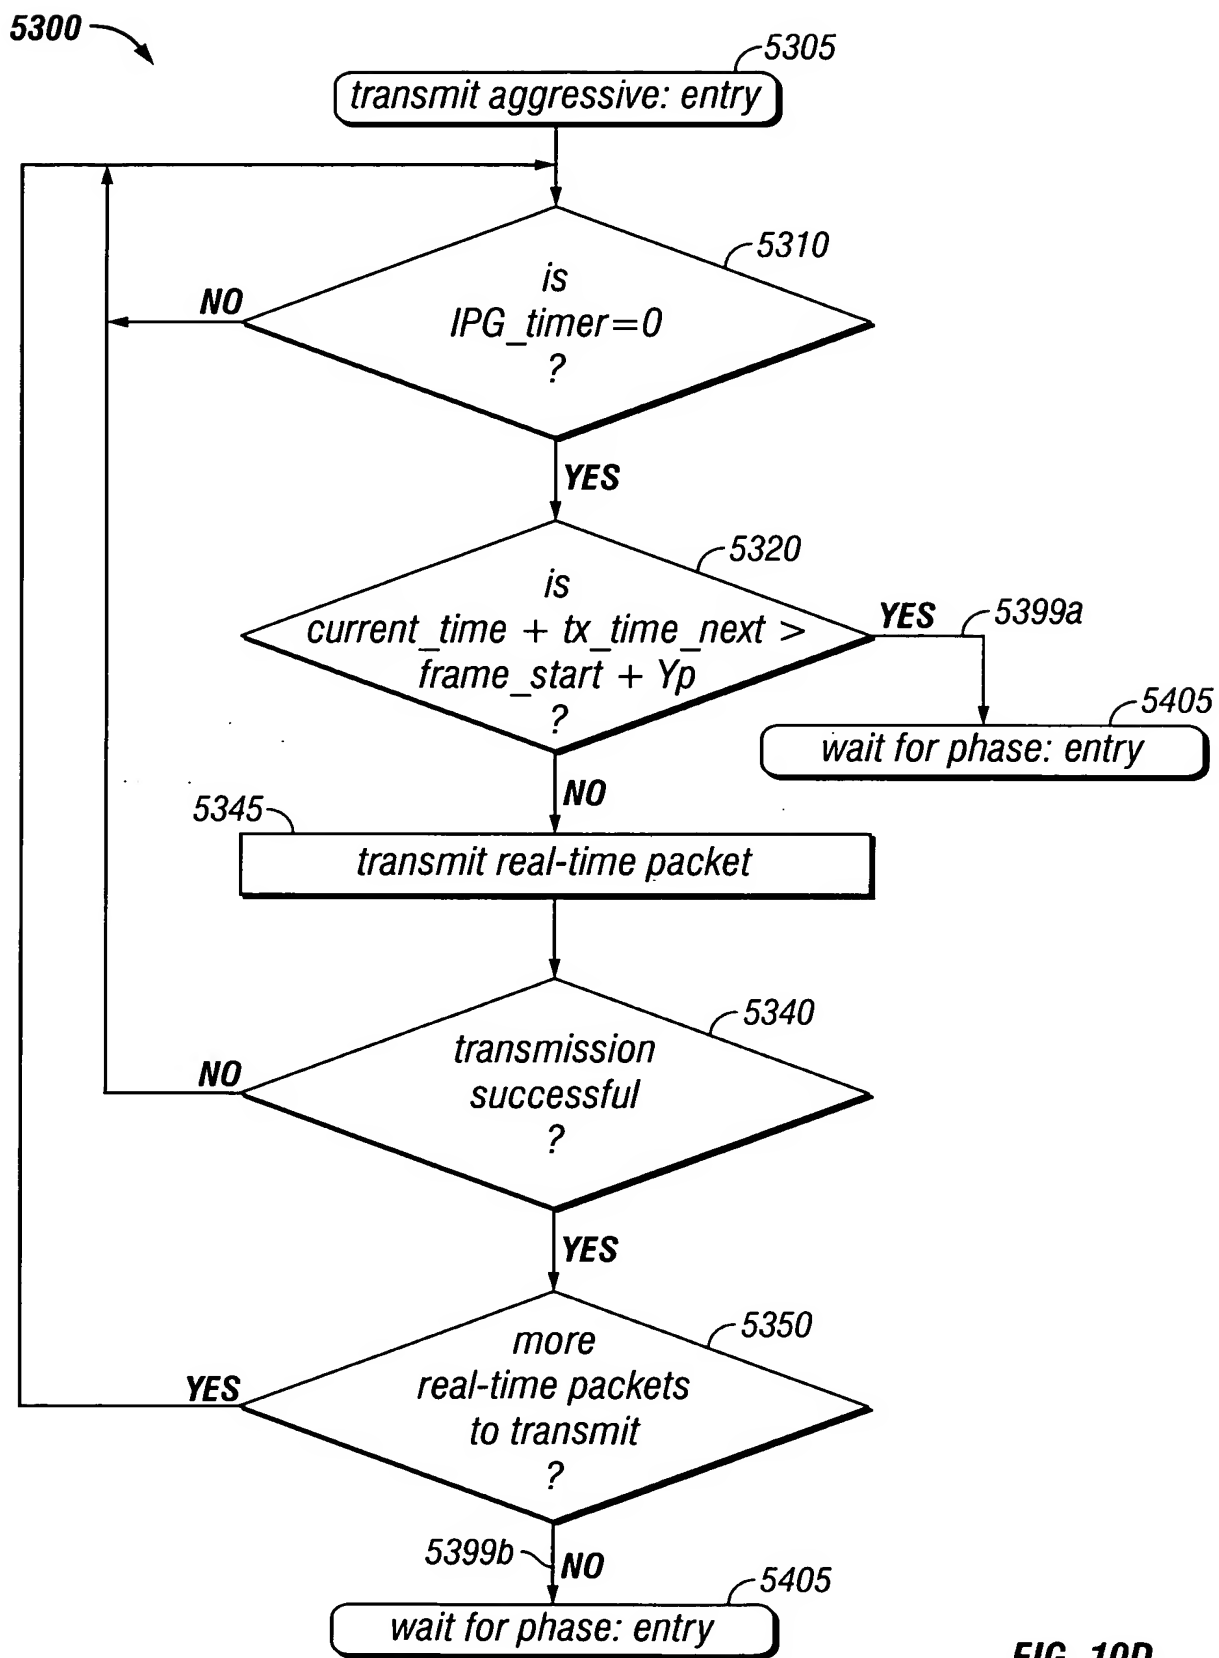 5300
5305
transmit aggressive: entry
5310
is
IPG_timer=0
?
NO
YES
5320
is
current_time + tx_time_next >
frame_start + Yp
?
YES
5399a
5405
wait for phase: entry
NO
5345
transmit real-time packet
5340
transmission
successful
?
NO
YES
5350
more
real-time packets
to transmit
?
YES
5399b
NO
5405
wait for phase: entry
FIG. 10D